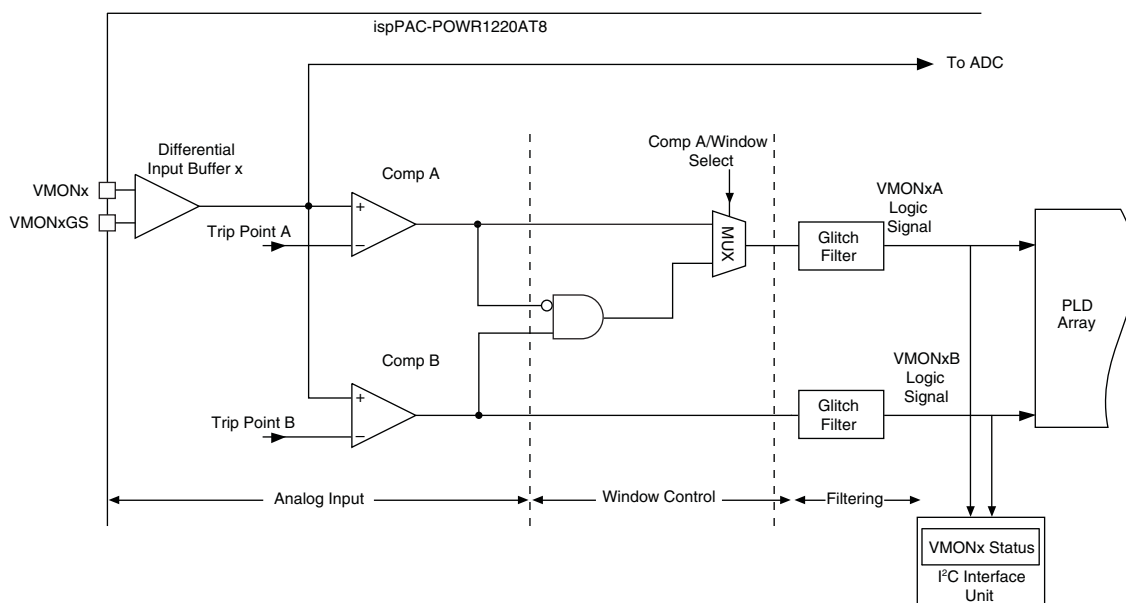 ispPAC-POWR1220AT8
To ADC
Differential
Input Buffer x
Comp A/Window
Select
Comp A
VMONx
VMONxGS
VMONxA
Logic
Signal
+
Trip Point A
−
MUX
Glitch
Filter
PLD
Array
Comp B
VMONxB
Logic
Signal
+
Trip Point B
−
Glitch
Filter
Analog Input
Window Control
Filtering
VMONx Status
I²C Interface
Unit